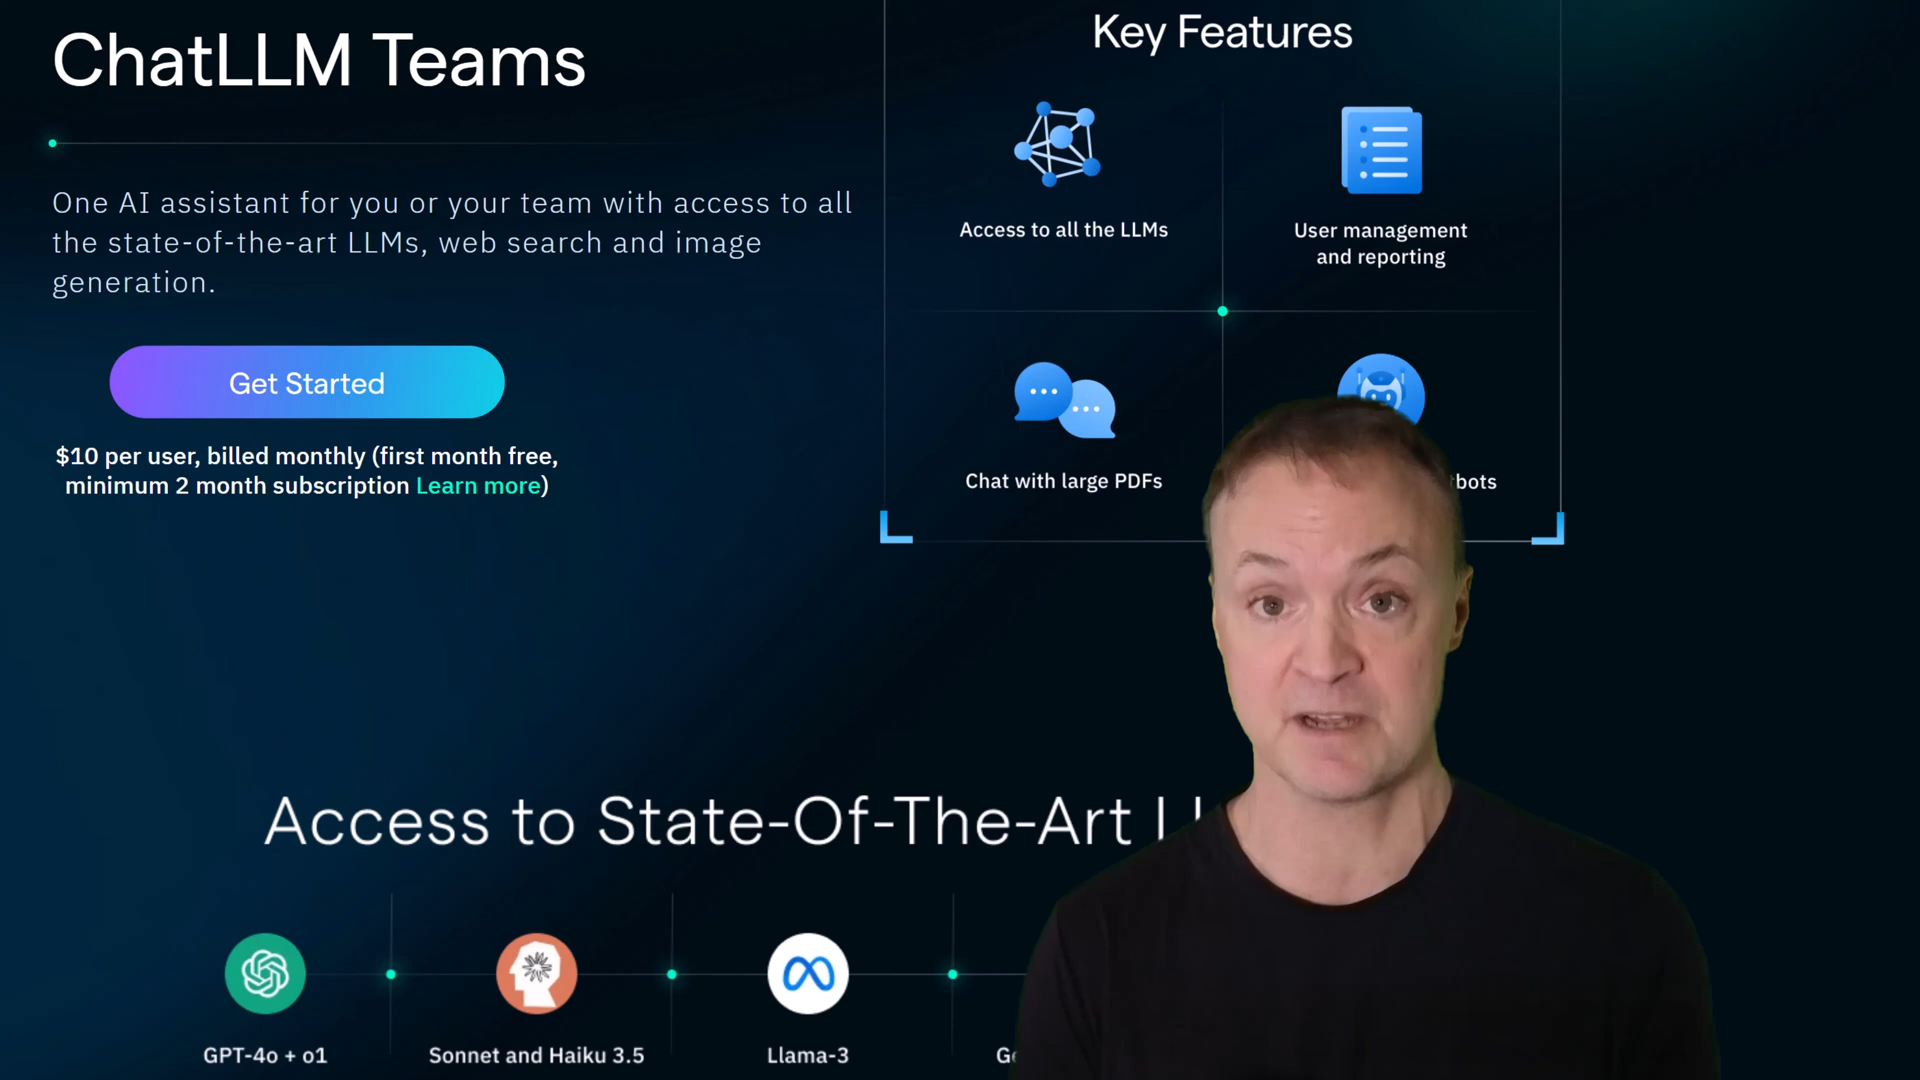 ChatLLM Teams
One AI assistant for you or your team with access to all
the state-of-the-art LLMs, web search and image
generation.
Get Started
$10 per user, billed monthly (first month free,
minimum 2 month subscription Learn more)
Key Features
Access to all the LLMs
User management
and reporting
Chat with large PDFs
Access to State-Of-The-Art
GPT-4o + o1
Sonnet and Haiku 3.5
Llama-3